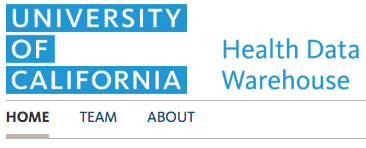 UNIVERSITY
OF
CALIFORNIA
Health Data
Warehouse
HOME TEAM ABOUT